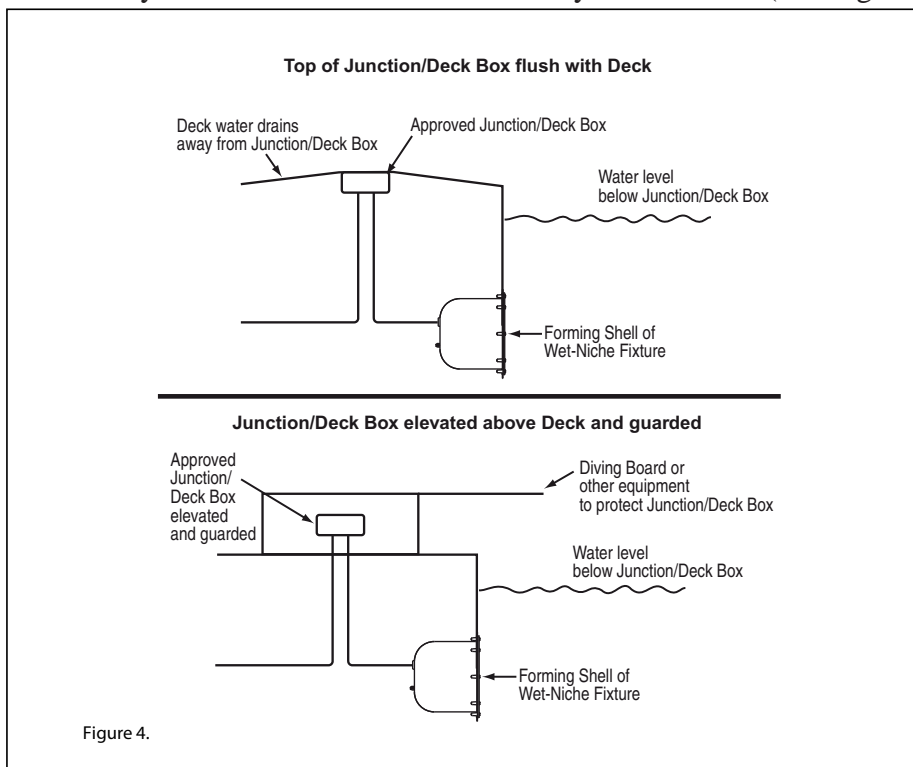 Top of Junction/Deck Box flush with Deck
Deck water drains
away from Junction/Deck Box
Approved Junction/Deck Box
Water level
below Junction/Deck Box
Forming Shell of
Wet-Niche Fixture
Junction/Deck Box elevated above Deck and guarded
Approved
Junction/
Deck Box
elevated
and guarded
Diving Board or
other equipment
to protect Junction/Deck Box
Water level
below Junction/Deck Box
Forming Shell of
Wet-Niche Fixture
Figure 4.